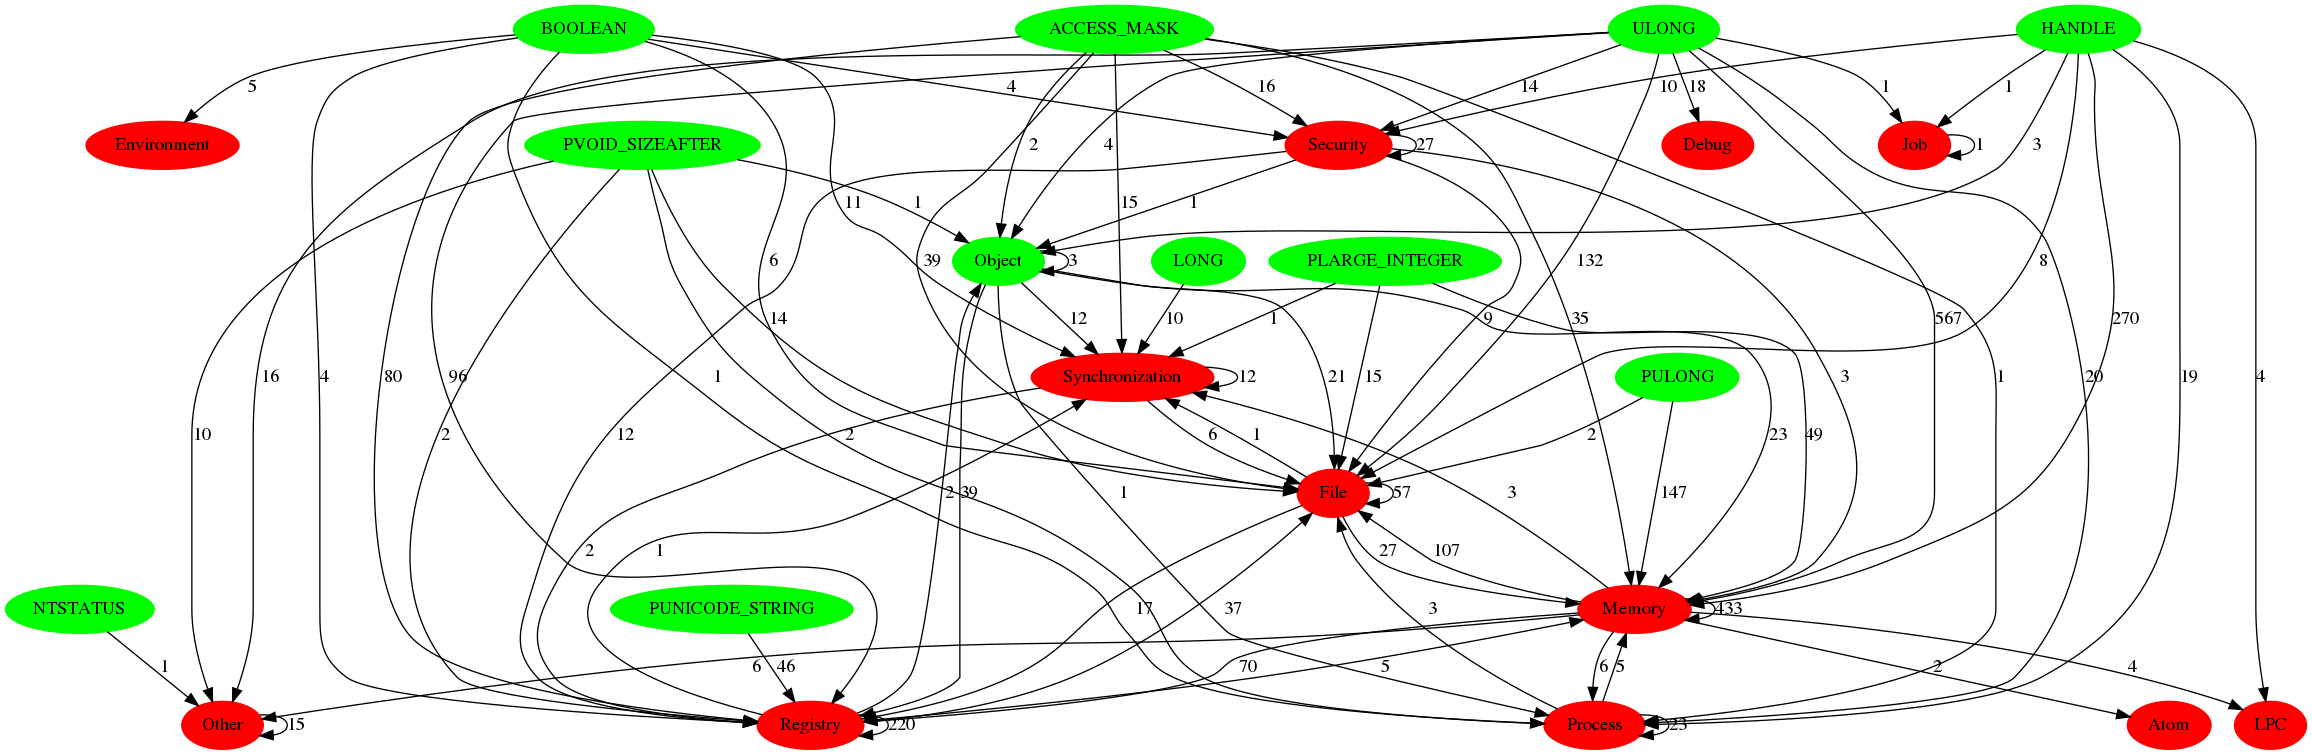 BOOLEAN ACCESS_MASK ULONG HANDLE
5 4 16 14 10 18 1 1
Environment PVOID_SIZEAFTER Security 27 Debug Job 1
2 4 3
1 11 15 1
6 39 Object 3 LONG PLARGE_INTEGER 132 8
14 12 10 1 9 35 567 270
10 16 4 1 80 96 Synchronization 12 21 15 PULONG 3 1 20 19 4
2 12 2 6 1 2 23 49
2 39 File 57 3 147
1
2 1 27 107
NTSTATUS PUNICODE_STRING 17 37 3 Memory 433
1 46 6 70 5 6 5 2 4
Other 15 Registry 220 Process 23 Atom LPC